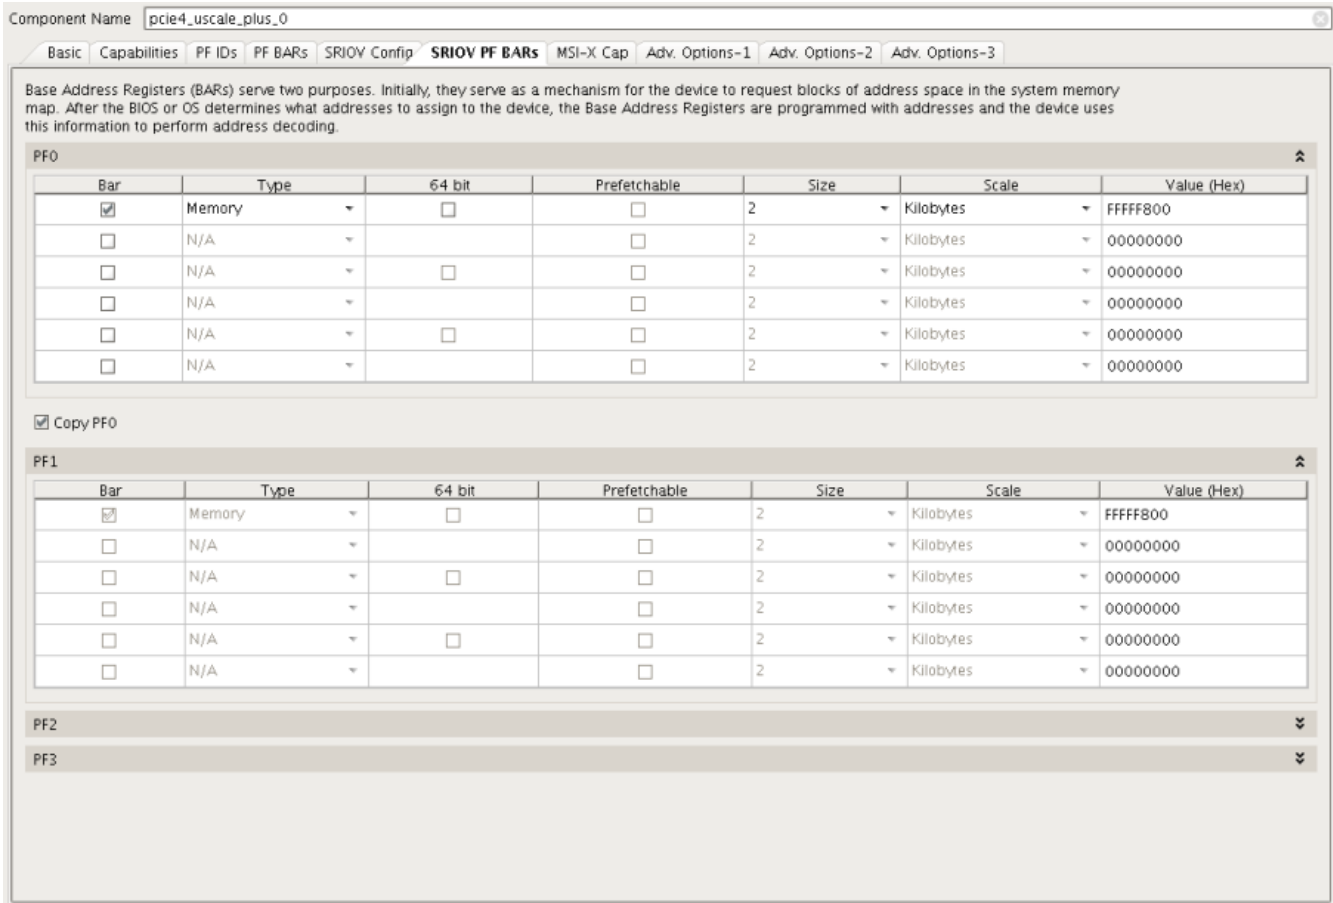 Component Name pcie4_uscale_plus_0
Basic Capabilities PF IDs PF BARs SRIOV Config SRIOV PF BARs MSI-X Cap Adv. Options-1 Adv. Options-2 Adv. Options-3
Base Address Registers (BARs) serve two purposes. Initially, they serve as a mechanism for the device to request blocks of address space in the system memory
map. After the BIOS or OS determines what addresses to assign to the device, the Base Address Registers are programmed with addresses and the device uses
this information to perform address decoding.
PF0
Bar Type 64 bit Prefetchable Size Scale Value (Hex)
Memory 2 Kilobytes FFFFF800
N/A 2 Kilobytes 00000000
N/A 2 Kilobytes 00000000
N/A 2 Kilobytes 00000000
N/A 2 Kilobytes 00000000
N/A 2 Kilobytes 00000000
Copy PF0
PF1
Bar Type 64 bit Prefetchable Size Scale Value (Hex)
Memory 2 Kilobytes FFFFF800
N/A 2 Kilobytes 00000000
N/A 2 Kilobytes 00000000
N/A 2 Kilobytes 00000000
N/A 2 Kilobytes 00000000
N/A 2 Kilobytes 00000000
PF2
PF3